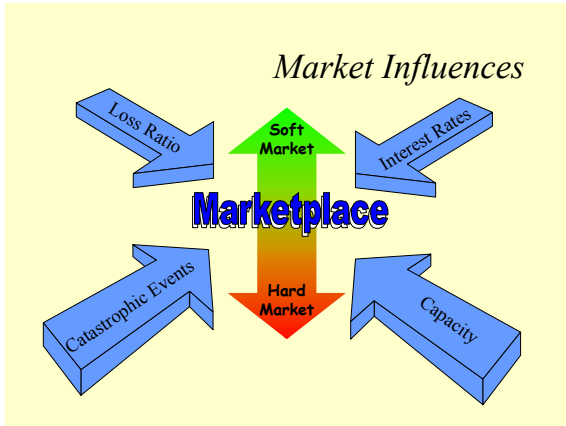 Market Influences
Loss Ratio
Soft
Market
Interest Rates
Marketplace
Catastrophic Events
Hard
Market
Capacity